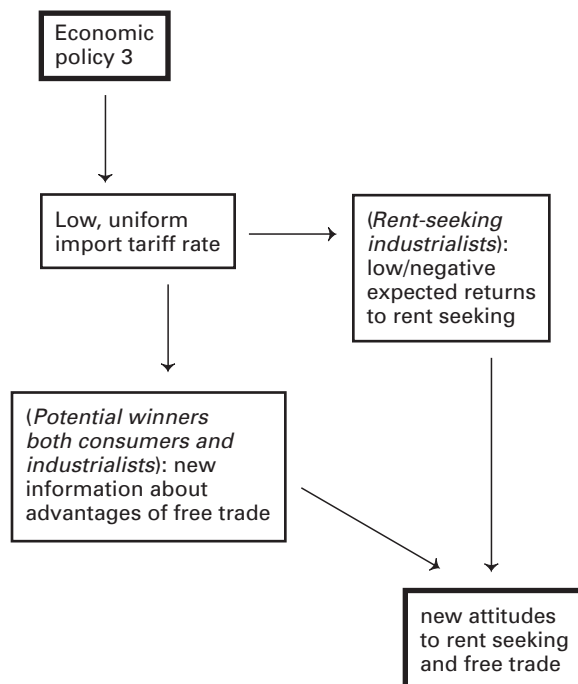 Economic
policy 3
Low, uniform
import tariff rate
(Rent-seeking
industrialists):
low/negative
expected returns
to rent seeking
(Potential winners
both consumers and
industrialists): new
information about
advantages of free trade
new attitudes
to rent seeking
and free trade